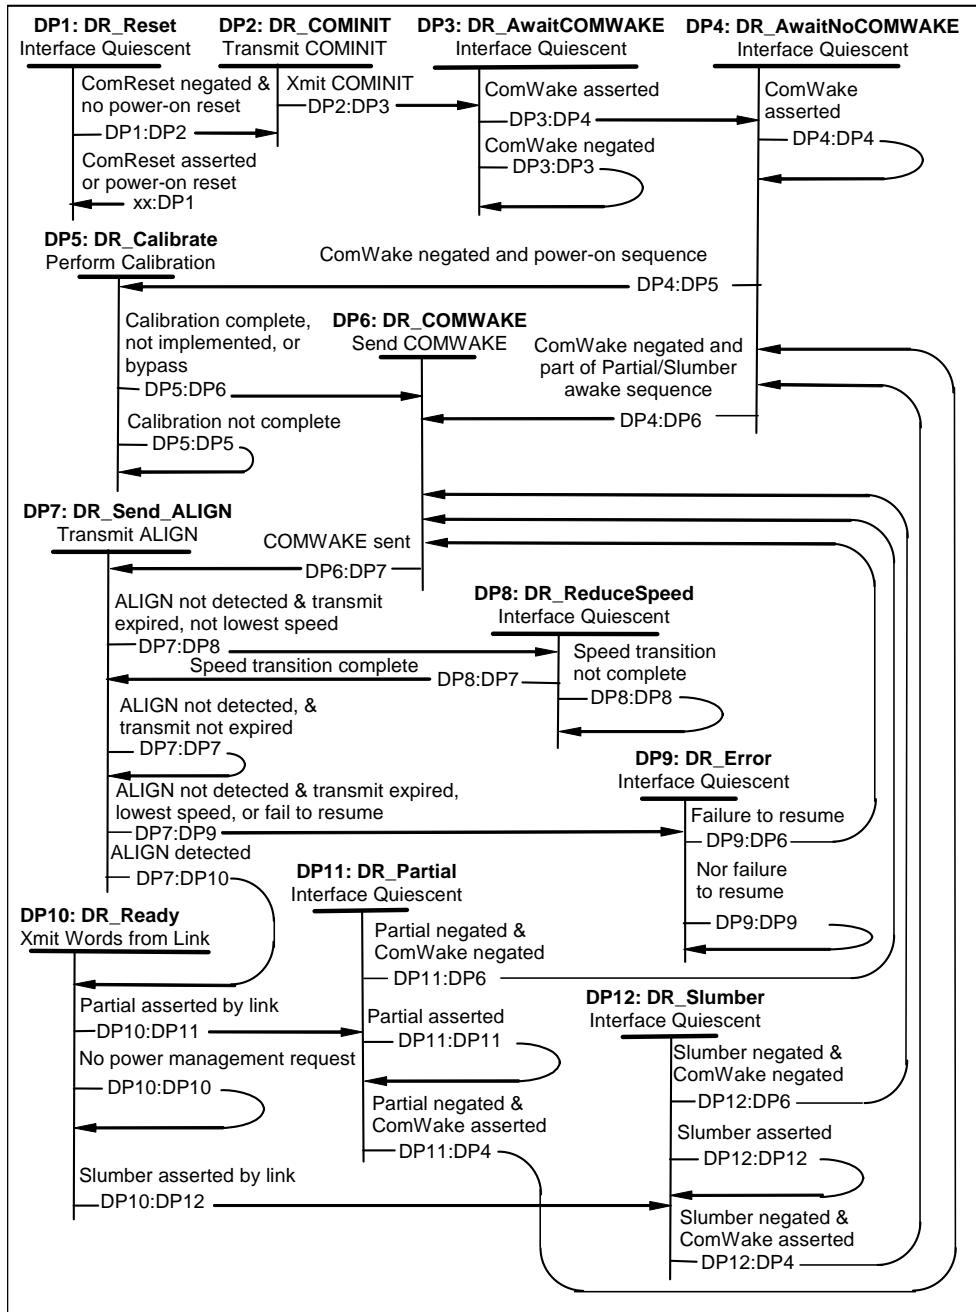 DP1: DR_Reset
Interface Quiescent
ComReset negated &
no power-on reset
DP1:DP2
ComReset asserted
or power-on reset
xx:DP1
DP2: DR_COMINIT
Transmit COMINIT
Xmit COMINIT
DP2:DP3
DP3: DR_AwaitCOMWAKE
Interface Quiescent
ComWake asserted
DP3:DP4
ComWake negated
DP3:DP3
DP4: DR_AwaitNoCOMWAKE
Interface Quiescent
ComWake
asserted
DP4:DP4
ComWake negated and power-on sequence
DP4:DP5
ComWake negated and
part of Partial/Slumber
awake sequence
DP4:DP6
DP5: DR_Calibrate
Perform Calibration
Calibration complete,
not implemented, or
bypass
DP5:DP6
Calibration not complete
DP5:DP5
DP6: DR_COMWAKE
Send COMWAKE
COMWAKE sent
DP6:DP7
DP7: DR_Send_ALIGN
Transmit ALIGN
ALIGN not detected & transmit
expired, not lowest speed
DP7:DP8
Speed transition complete
DP8:DP7
ALIGN not detected, &
transmit not expired
DP7:DP7
ALIGN not detected & transmit expired,
lowest speed, or fail to resume
DP7:DP9
ALIGN detected
DP7:DP10
DP8: DR_ReduceSpeed
Interface Quiescent
Speed transition
not complete
DP8:DP8
DP9: DR_Error
Interface Quiescent
Failure to resume
DP9:DP6
Nor failure
to resume
DP9:DP9
DP10: DR_Ready
Xmit Words from Link
Partial asserted by link
DP10:DP11
No power management request
DP10:DP10
Slumber asserted by link
DP10:DP12
DP11: DR_Partial
Interface Quiescent
Partial negated &
ComWake negated
DP11:DP6
Partial asserted
DP11:DP11
Partial negated &
ComWake asserted
DP11:DP4
DP12: DR_Slumber
Interface Quiescent
Slumber negated &
ComWake negated
DP12:DP6
Slumber asserted
DP12:DP12
Slumber negated &
ComWake asserted
DP12:DP4